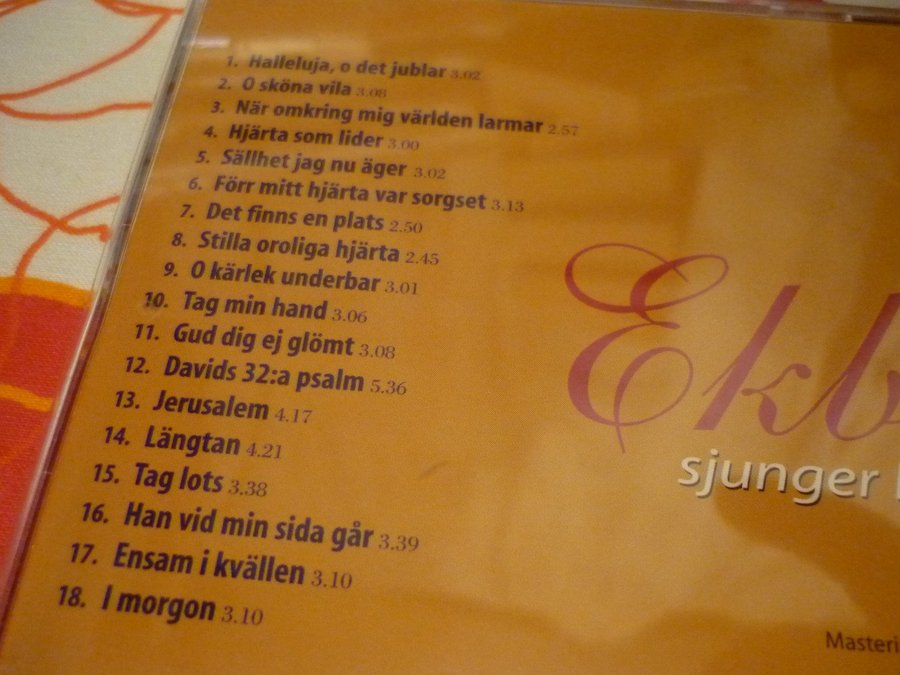 1. Halleluja, o det jublar 3.02
2. O sköna vila 3.08
3. När omkring mig världen larmar 2.57
4. Hjärta som lider 3.00
5. Sällhet jag nu äger 3.02
6. Förr mitt hjärta var sorgset 3.13
7. Det finns en plats 2.50
8. Stilla oroliga hjärta 2.45
9. O kärlek underbar 3.01
10. Tag min hand 3.06
11. Gud dig ej glömt 3.08
12. Davids 32:a psalm 5.36
13. Jerusalem 4.17
14. Längtan 4.21
15. Tag lots 3.38
16. Han vid min sida går 3.39
17. Ensam i kvällen 3.10
18. I morgon 3.10
Ekb
sjunger
Masteri